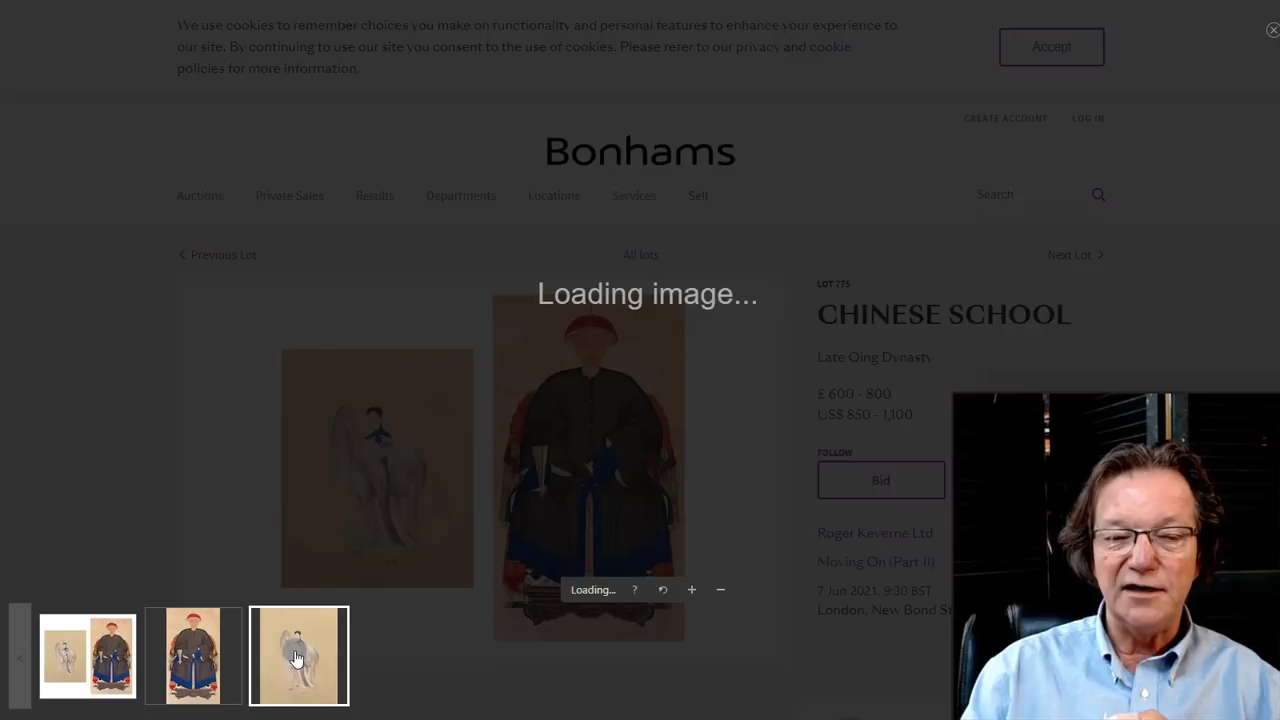 We use cookies to remember choices you make on functionality and personal features to enhance your experience to
our site. By continuing to use our site you consent to the use of cookies. Please refer to our privacy and cookie
policies for more information.
Accept
CREATE ACCOUNT LOG IN
Bonhams
Auctions Private Sales Results Departments Locations Services Sell
Search
< Previous Lot All lots Next Lot >
LOT 775
Loading image...
CHINESE SCHOOL
Late Qing Dynasty
£ 600 - 800
US$ 850 - 1,100
FOLLOW
Bid
Roger Keverne Ltd
Moving On (Part II)
7 Jun 2021, 9:30 BST
London, New Bond St
Loading... ? + −
<